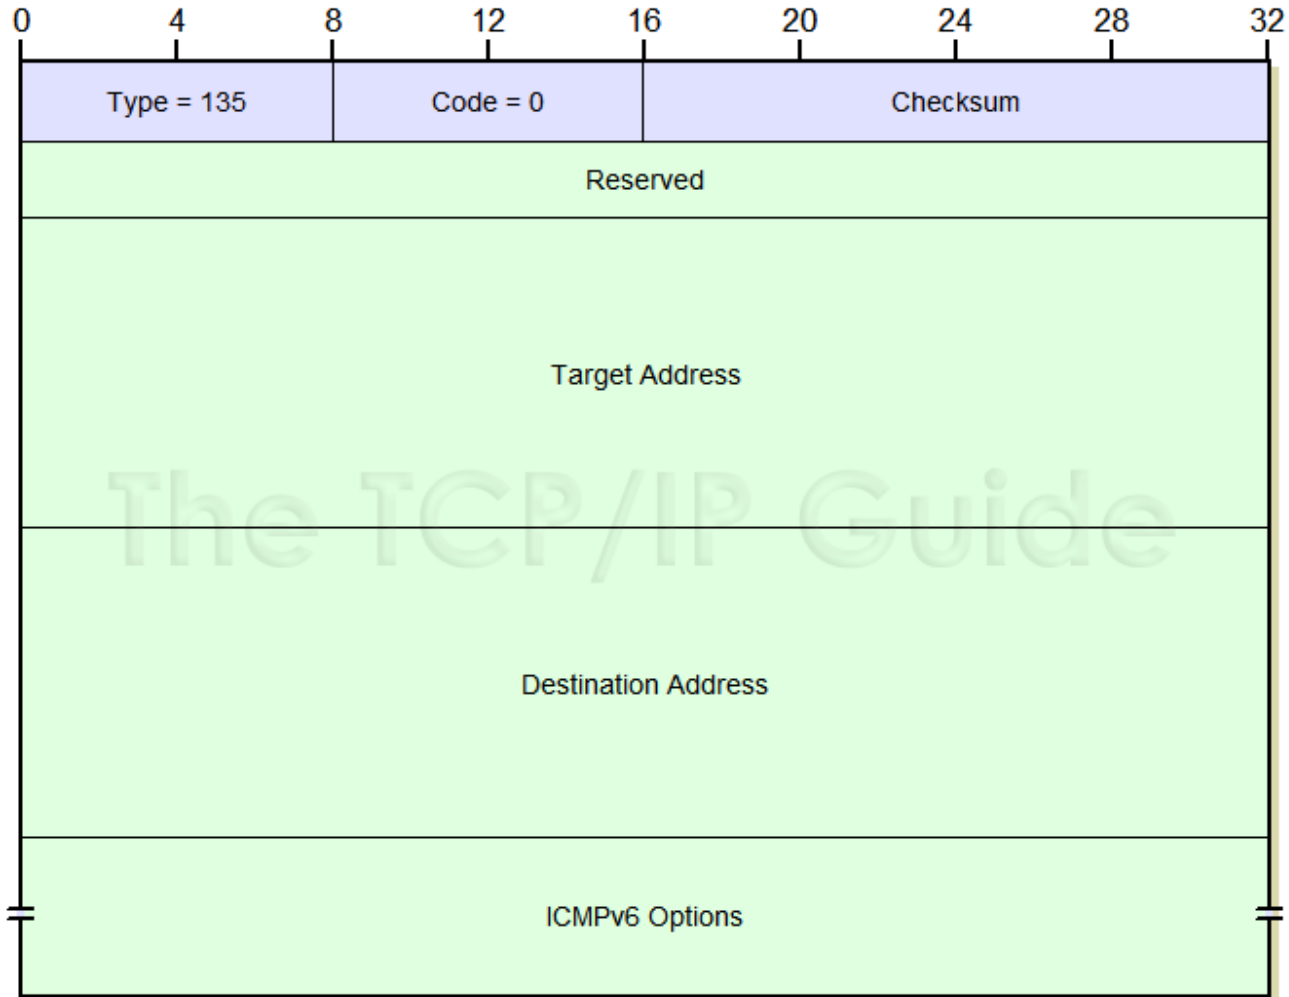 0 4 8 12 16 20 24 28 32
Type = 135 Code = 0 Checksum
Reserved
Target Address
The TCP/IP Guide
Destination Address
ICMPv6 Options